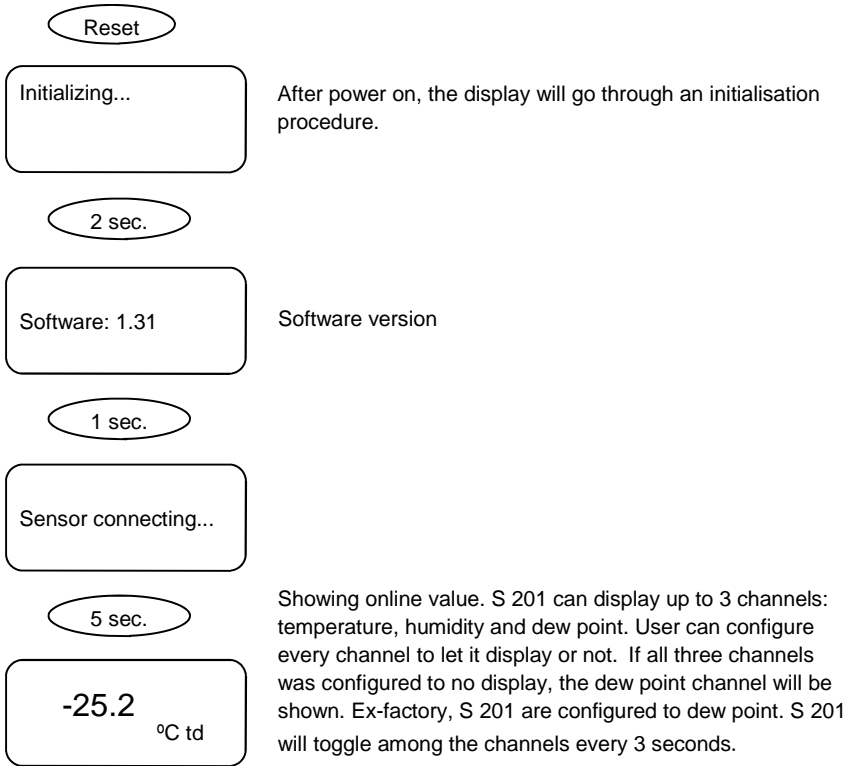 Reset
Initializing...
After power on, the display will go through an initialisation
procedure.
2 sec.
Software: 1.31
Software version
1 sec.
Sensor connecting...
5 sec.
Showing online value. S 201 can display up to 3 channels:
temperature, humidity and dew point. User can configure
every channel to let it display or not. If all three channels
was configured to no display, the dew point channel will be
shown. Ex-factory, S 201 are configured to dew point. S 201
will toggle among the channels every 3 seconds.
-25.2
ºC td